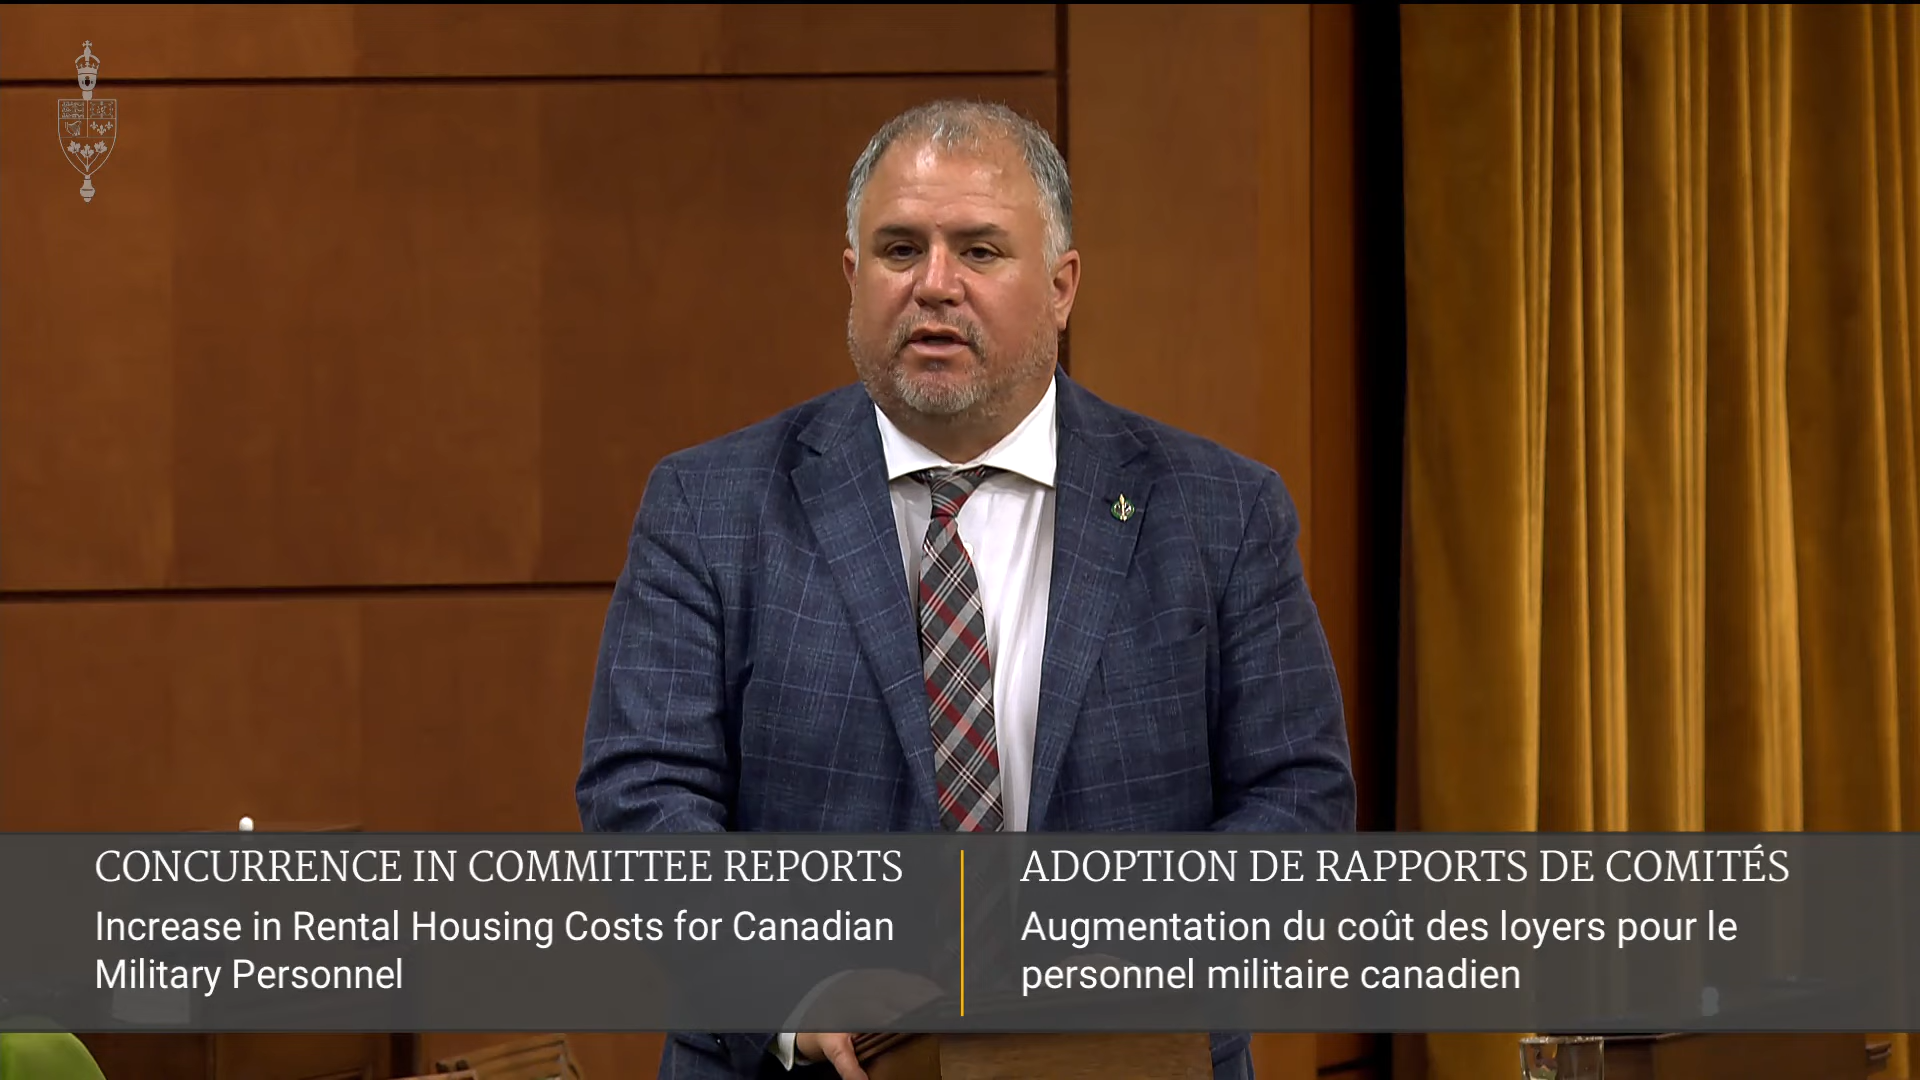 CONCURRENCE IN COMMITTEE REPORTS
Increase in Rental Housing Costs for Canadian
Military Personnel
ADOPTION DE RAPPORTS DE COMITÉS
Augmentation du coût des loyers pour le
personnel militaire canadien